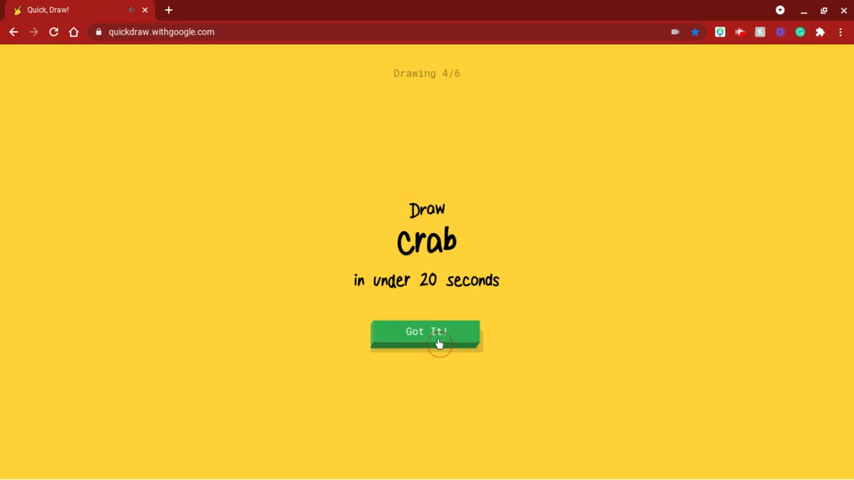 Quick, Draw!
quickdraw.withgoogle.com
Drawing 4/6
Draw
crab
in under 20 seconds
Got It!